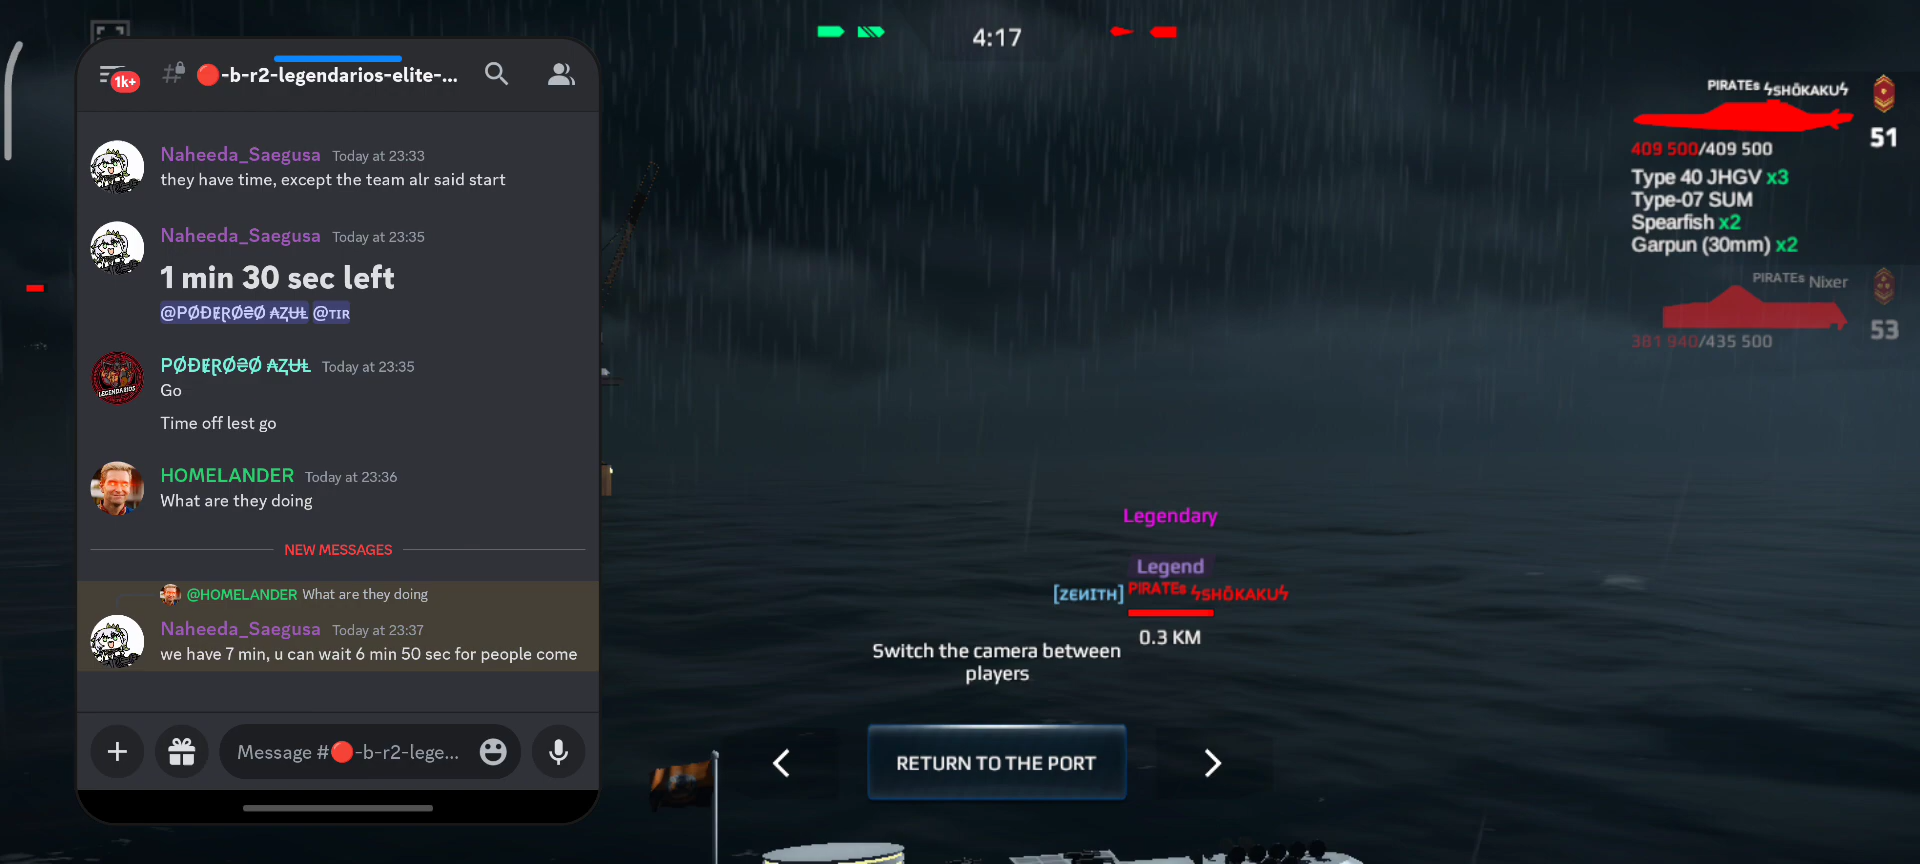 1k+
🔴-b-r2-legendarios-elite-...
Naheeda_Saegusa Today at 23:33
they have time, except the team alr said start
Naheeda_Saegusa Today at 23:35
1 min 30 sec left
@PØĐɆⱤØ₴Ø ₳ⱫɄⱠ @ᴛɪʀ
PØĐɆⱤØ₴Ø ₳ⱫɄⱠ Today at 23:35
Go
Time off lest go
HOMELANDER Today at 23:36
What are they doing
NEW MESSAGES
@HOMELANDER What are they doing
Naheeda_Saegusa Today at 23:37
we have 7 min, u can wait 6 min 50 sec for people come
Message #🔴-b-r2-lege...
4:17
PIRATEs ϟSHŌKAKUϟ
51
409 500/409 500
Type 40 JHGV x3
Type-07 SUM
Spearfish x2
Garpun (30mm) x2
PIRATEs Nixer
53
381 940/435 500
Legendary
Legend
[ZEИITH] PIRATEs ϟSHŌKAKUϟ
0.3 KM
Switch the camera between
players
RETURN TO THE PORT